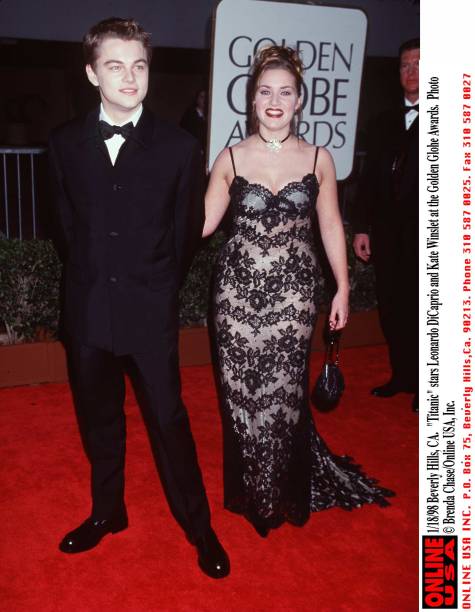 GOLDEN
GLOBE
AWARDS
1/18/98 Beverly Hills, CA. "Titanic" stars Leonardo DiCaprio and Kate Winslet at the Golden Globe Awards. Photo
© Brenda Chase/Online USA, Inc.
ONLINE
USA
ONLINE USA INC. P.O. Box 75, Beverly Hills,Ca. 90213. Phone 310 587 0025. Fax 310 587 0027